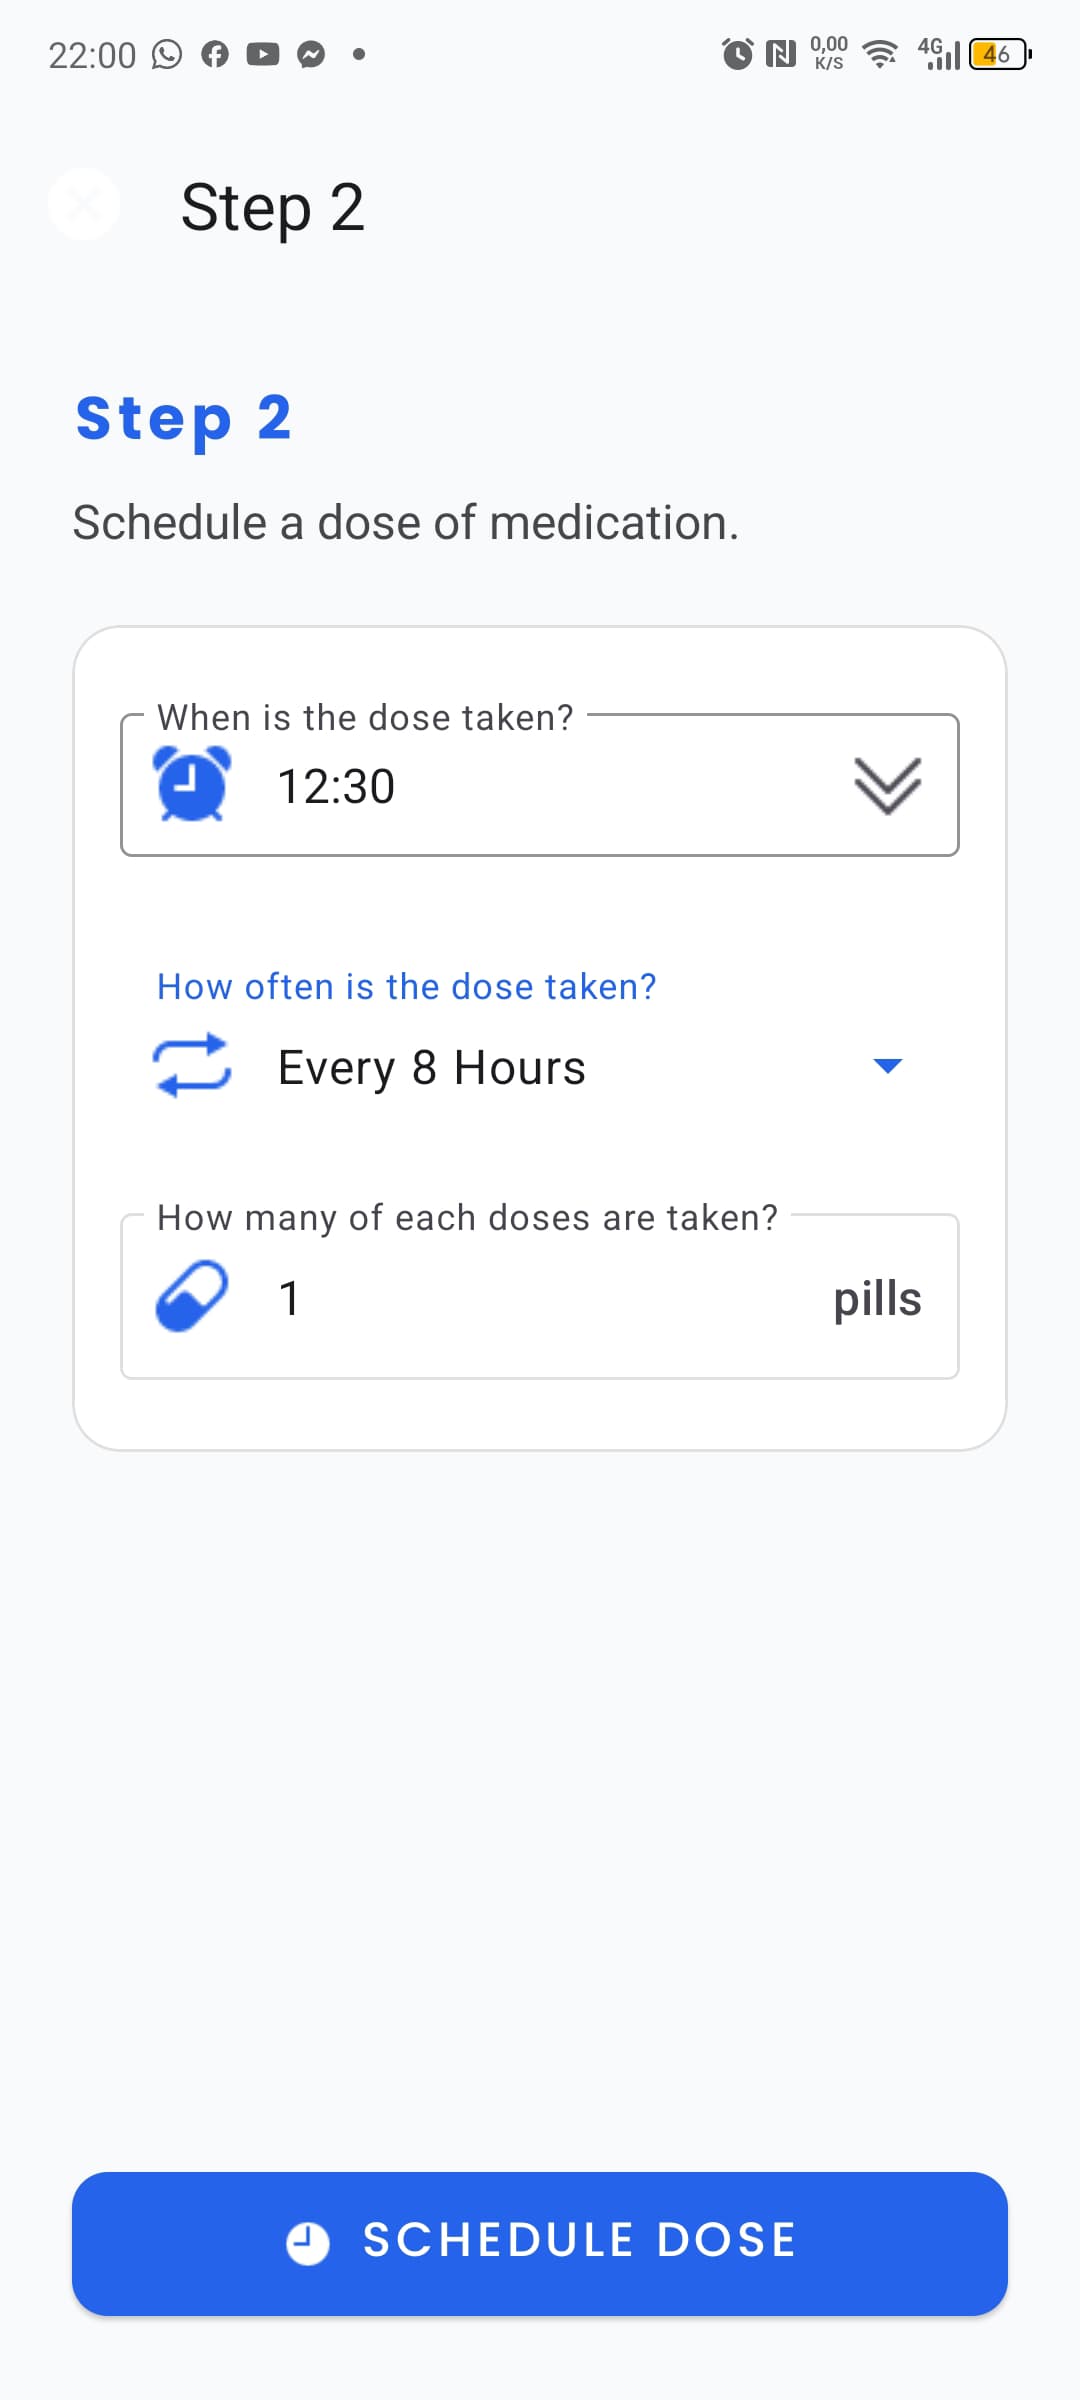 22:00
0,00
K/S
4G
46
Step 2
Step 2
Schedule a dose of medication.
When is the dose taken?
12:30
How often is the dose taken?
Every 8 Hours
How many of each doses are taken?
1 pills
SCHEDULE DOSE